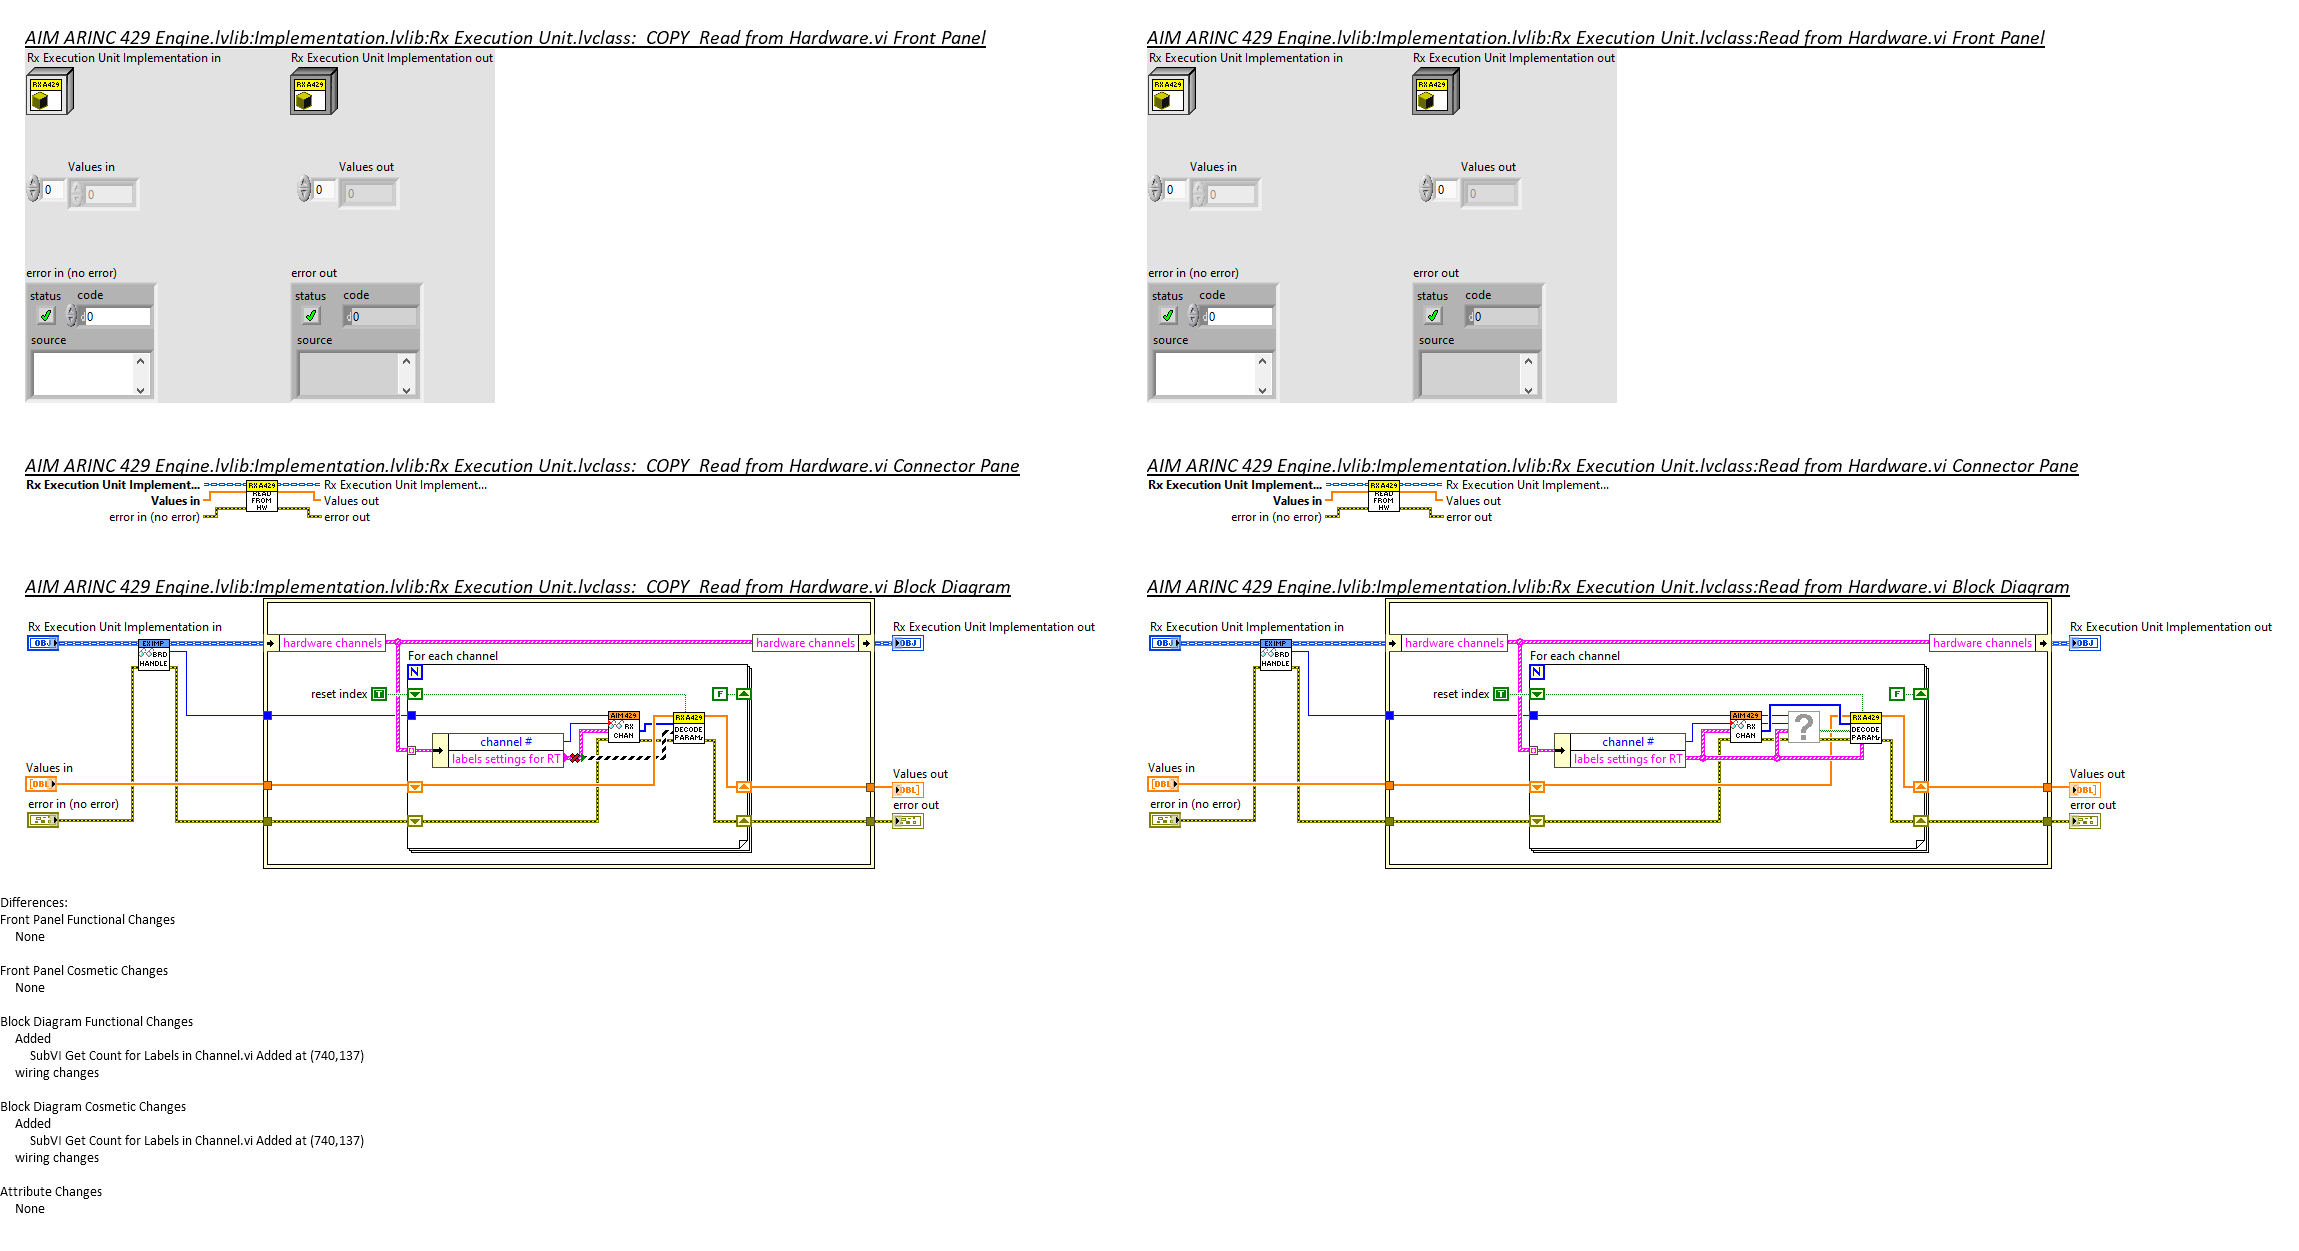 AIM ARINC 429 Engine.lvlib:Implementation.lvlib:Rx Execution Unit.lvclass:  COPY  Read from Hardware.vi Front Panel
Rx Execution Unit Implementation in
Rx Execution Unit Implementation out
RX A429
RX A429
Values in
Values out
0
0
0
0
error in (no error)
error out
status
code
status
code
d0
d0
source
source
AIM ARINC 429 Engine.lvlib:Implementation.lvlib:Rx Execution Unit.lvclass:Read from Hardware.vi Front Panel
Rx Execution Unit Implementation in
Rx Execution Unit Implementation out
RX A429
RX A429
Values in
Values out
0
0
0
0
error in (no error)
error out
status
code
status
code
d0
d0
source
source
AIM ARINC 429 Engine.lvlib:Implementation.lvlib:Rx Execution Unit.lvclass:  COPY  Read from Hardware.vi Connector Pane
Rx Execution Unit Implement...
RX A429
READ
FROM
HW
Rx Execution Unit Implement...
Values in
Values out
error in (no error)
error out
AIM ARINC 429 Engine.lvlib:Implementation.lvlib:Rx Execution Unit.lvclass:Read from Hardware.vi Connector Pane
Rx Execution Unit Implement...
RX A429
READ
FROM
HW
Rx Execution Unit Implement...
Values in
Values out
error in (no error)
error out
AIM ARINC 429 Engine.lvlib:Implementation.lvlib:Rx Execution Unit.lvclass:  COPY  Read from Hardware.vi Block Diagram
Rx Execution Unit Implementation in
OBJ
EX IMP
BRD
HANDLE
hardware channels
hardware channels
Rx Execution Unit Implementation out
OBJ
For each channel
N
reset index
T
F
AIM 429
RX
CHAN
RX A429
DECODE
PARAM
channel #
labels settings for RT
Values in
[DBL]
Values out
[DBL]
error in (no error)
error out
AIM ARINC 429 Engine.lvlib:Implementation.lvlib:Rx Execution Unit.lvclass:Read from Hardware.vi Block Diagram
Rx Execution Unit Implementation in
OBJ
EX IMP
BRD
HANDLE
hardware channels
hardware channels
Rx Execution Unit Implementation out
OBJ
For each channel
N
reset index
T
F
AIM 429
RX
CHAN
?
RX A429
DECODE
PARAM
channel #
labels settings for RT
Values in
[DBL]
Values out
[DBL]
error in (no error)
error out
Differences:
Front Panel Functional Changes
None
Front Panel Cosmetic Changes
None
Block Diagram Functional Changes
Added
SubVI Get Count for Labels in Channel.vi Added at (740,137)
wiring changes
Block Diagram Cosmetic Changes
Added
SubVI Get Count for Labels in Channel.vi Added at (740,137)
wiring changes
Attribute Changes
None